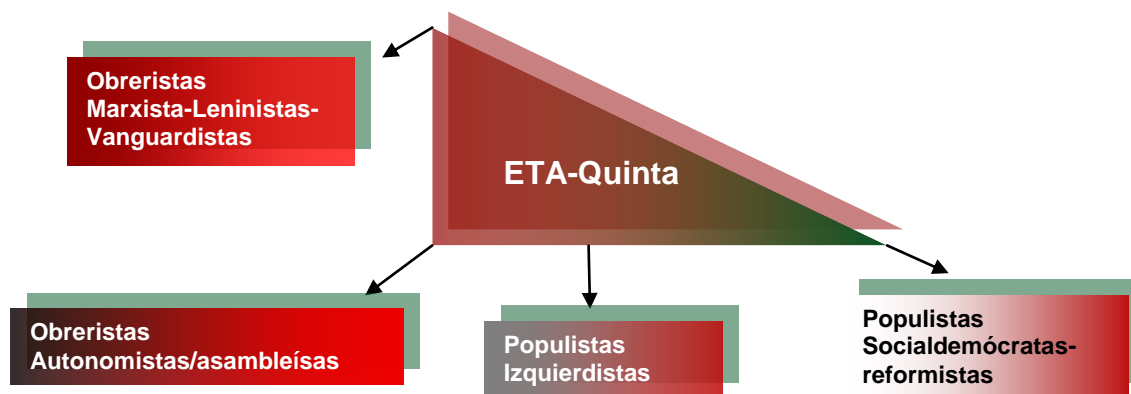 Obreristas
Marxista-Leninistas-
Vanguardistas
ETA-Quinta
Obreristas
Autonomistas/asambleísas
Populistas
Izquierdistas
Populistas
Socialdemócratas-
reformistas